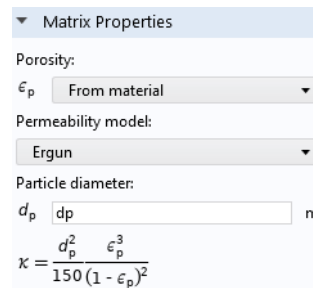 Matrix Properties
Porosity:
ϵp From material
Permeability model:
Ergun
Particle diameter:
dp dp
κ = dp² / 150 ϵp³ / (1 - ϵp)²